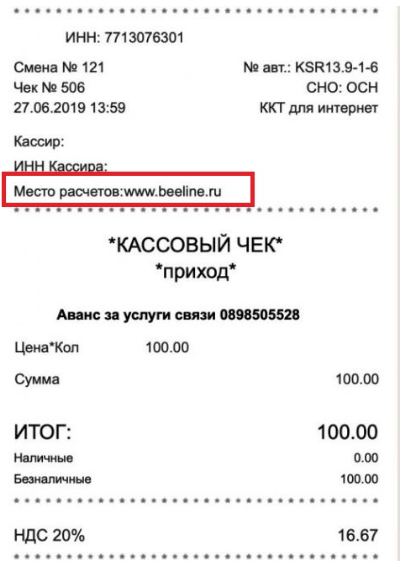 * * * * * * * * * * * * * * * * * * * * * * * * * * * * * * * *
ИНН: 7713076301
Смена № 121 № авт.: KSR13.9-1-6
Чек № 506 СНО: ОСН
27.06.2019 13:59 ККТ для интернет
Кассир:
ИНН Кассира:
Место расчетов:www.beeline.ru
* * * * * * * * * * * * * * * * * * * * * * * * * * * * * * * *
*КАССОВЫЙ ЧЕК*
*приход*
Аванс за услуги связи 0898505528
Цена*Кол 100.00
Сумма 100.00
ИТОГ: 100.00
Наличные 0.00
Безналичные 100.00
* * * * * * * * * * * * * * * * * * * * * * * * * * * * * * * *
НДС 20% 16.67
* * * * * * * * * * * * * * * * * * * * * * * * * * * * * * * *